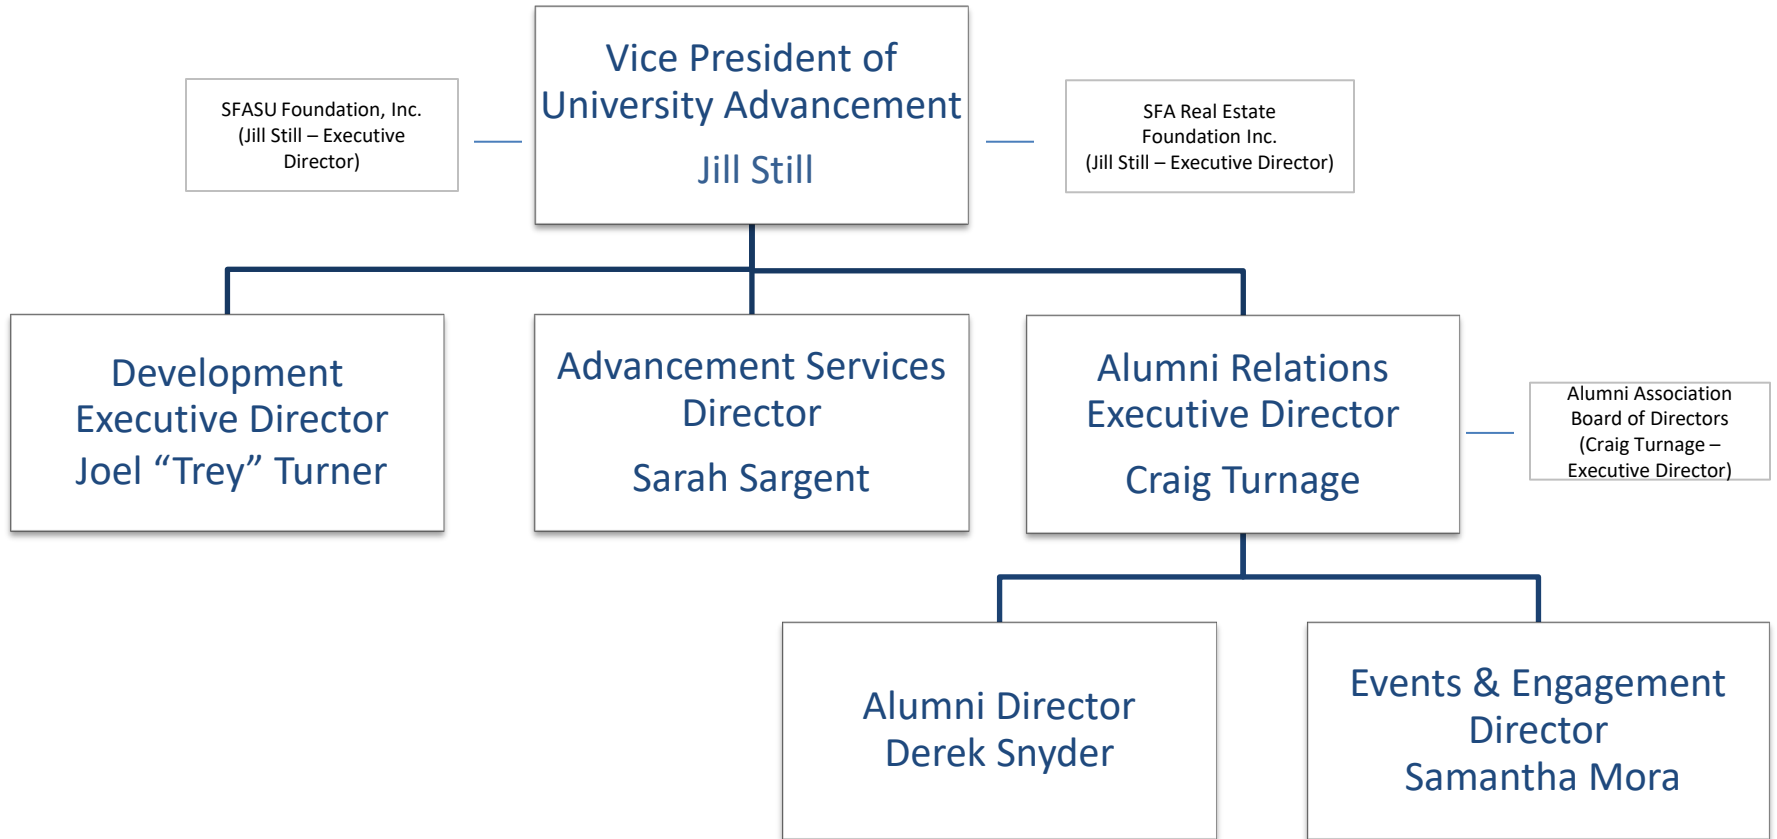 Vice President of
University Advancement
Jill Still
SFASU Foundation, Inc.
(Jill Still – Executive
Director)
SFA Real Estate
Foundation Inc.
(Jill Still – Executive Director)
Development
Executive Director
Joel “Trey” Turner
Advancement Services
Director
Sarah Sargent
Alumni Relations
Executive Director
Craig Turnage
Alumni Association
Board of Directors
(Craig Turnage –
Executive Director)
Alumni Director
Derek Snyder
Events & Engagement
Director
Samantha Mora